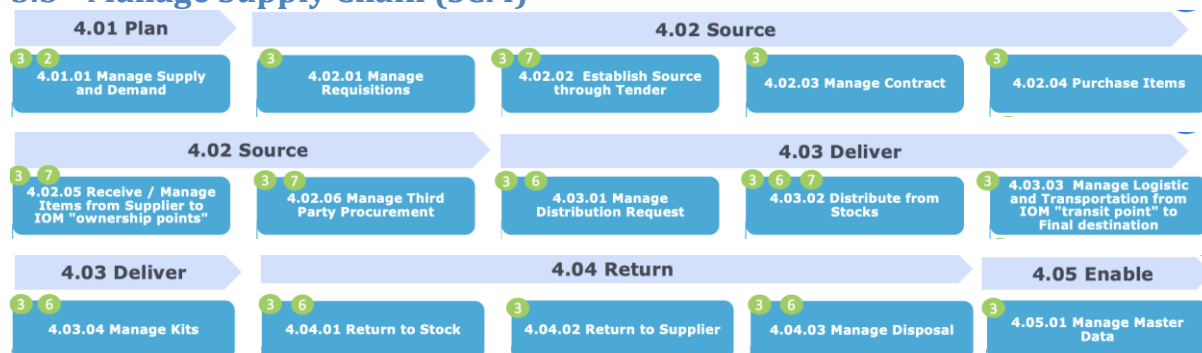 4.01 Plan
4.02 Source
3 2
4.01.01 Manage Supply
and Demand
3
4.02.01 Manage
Requisitions
3 7
4.02.02 Establish Source
through Tender
3
4.02.03 Manage Contract
3
4.02.04 Purchase Items
4.02 Source
4.03 Deliver
3 7
4.02.05 Receive / Manage
Items from Supplier to
IOM "ownership points"
3 7
4.02.06 Manage Third
Party Procurement
3 6
4.03.01 Manage
Distribution Request
3 6 7
4.03.02 Distribute from
Stocks
3
4.03.03 Manage Logistic
and Transportation from
IOM "transit point" to
Final destination
4.03 Deliver
4.04 Return
4.05 Enable
3 6
4.03.04 Manage Kits
3 6
4.04.01 Return to Stock
3
4.04.02 Return to Supplier
3 6
4.04.03 Manage Disposal
3
4.05.01 Manage Master
Data